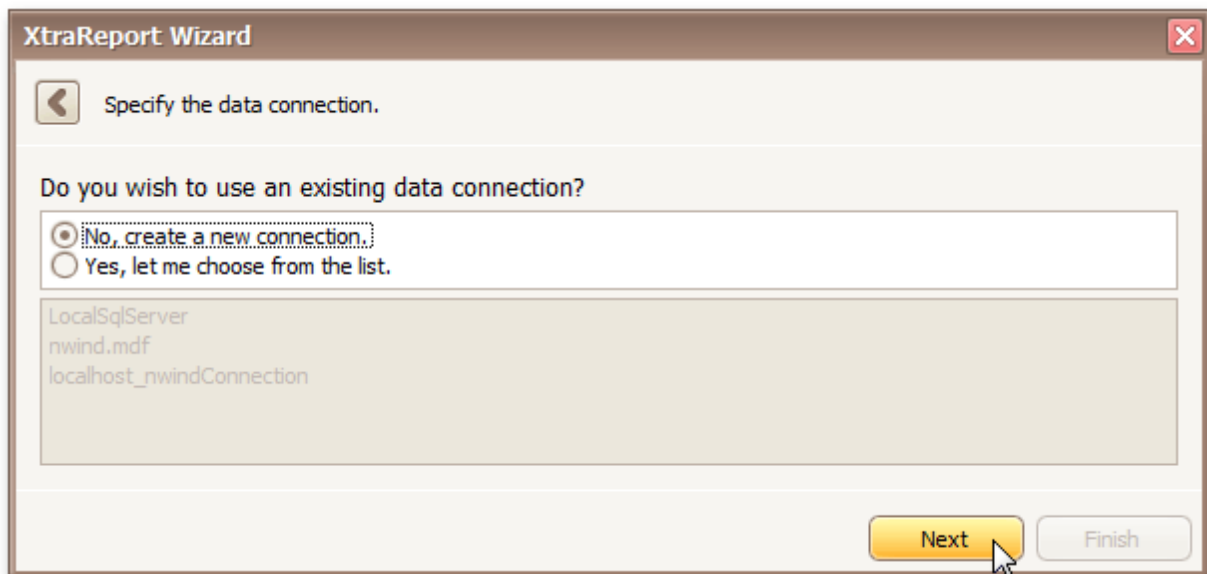 XtraReport Wizard
Specify the data connection.
Do you wish to use an existing data connection?
No, create a new connection.
Yes, let me choose from the list.
LocalSqlServer
nwind.mdf
localhost_nwindConnection
Next
Finish